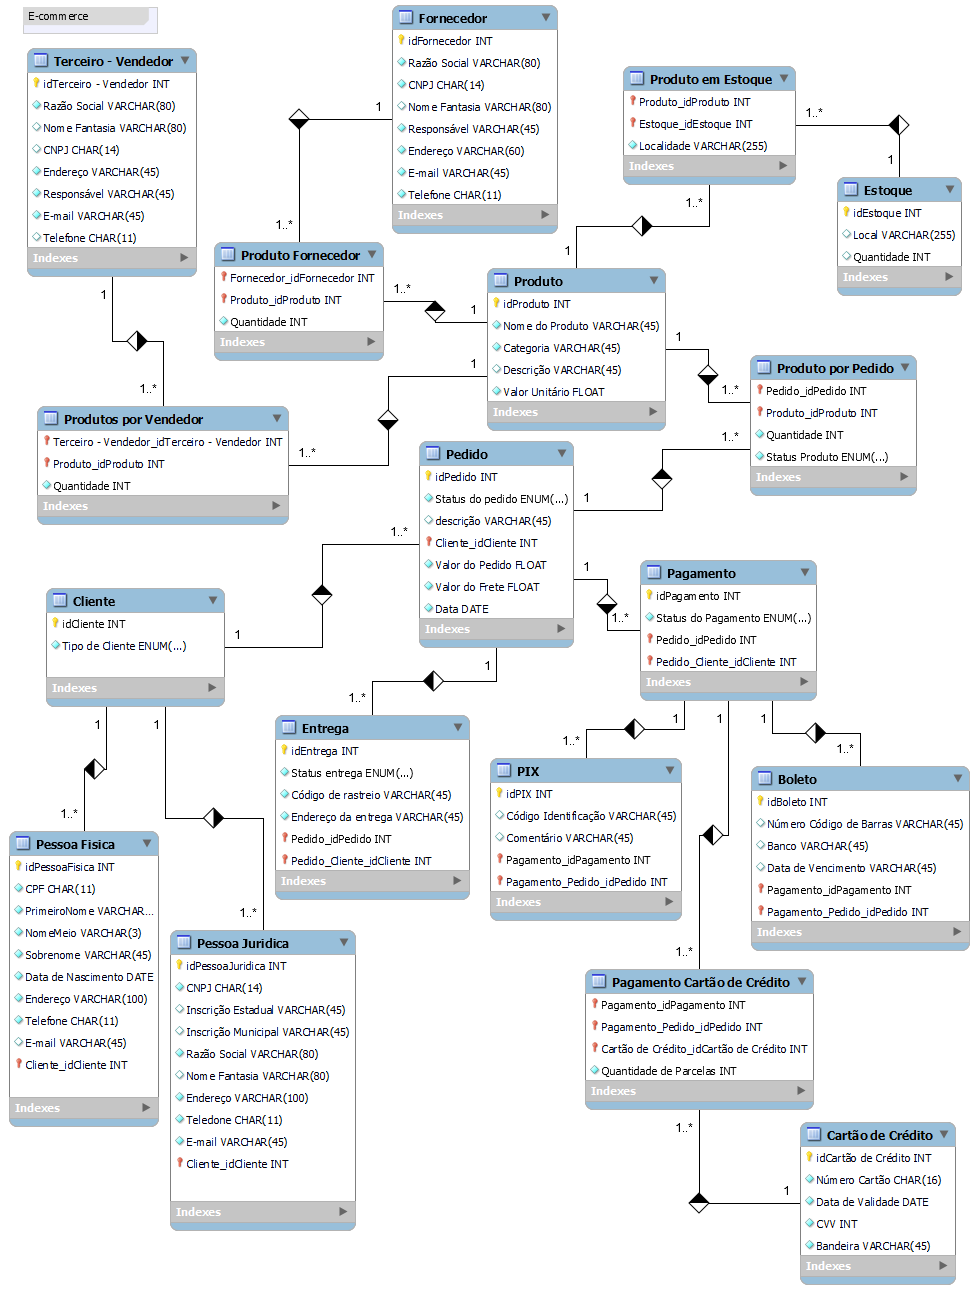 E-commerce
Fornecedor
idFornecedor INT
Razão Social VARCHAR(80)
CNPJ CHAR(14)
Nome Fantasia VARCHAR(80)
Responsável VARCHAR(45)
Endereço VARCHAR(60)
E-mail VARCHAR(45)
Telefone CHAR(11)
Indexes
Terceiro - Vendedor
idTerceiro - Vendedor INT
Razão Social VARCHAR(80)
Nome Fantasia VARCHAR(80)
CNPJ CHAR(14)
Endereço VARCHAR(45)
Responsável VARCHAR(45)
E-mail VARCHAR(45)
Telefone CHAR(11)
Indexes
Produto em Estoque
Produto_idProduto INT
Estoque_idEstoque INT
Localidade VARCHAR(255)
Indexes
1
1..*
1..*
1
Estoque
idEstoque INT
Local VARCHAR(255)
Quantidade INT
Indexes
1..*
1
Produto Fornecedor
Fornecedor_idFornecedor INT
Produto_idProduto INT
Quantidade INT
Indexes
1..*
1
Produto
idProduto INT
Nome do Produto VARCHAR(45)
Categoria VARCHAR(45)
Descrição VARCHAR(45)
Valor Unitário FLOAT
Indexes
1
1..*
1
1..*
1
1..*
Produtos por Vendedor
Terceiro - Vendedor_idTerceiro - Vendedor INT
Produto_idProduto INT
Quantidade INT
Indexes
Produto por Pedido
Pedido_idPedido INT
Produto_idProduto INT
Quantidade INT
Status Produto ENUM(...)
Indexes
1..*
1
Pedido
idPedido INT
Status do pedido ENUM(...)
descrição VARCHAR(45)
Cliente_idCliente INT
Valor do Pedido FLOAT
Valor do Frete FLOAT
Data DATE
Indexes
1..*
1
1
1..*
Cliente
idCliente INT
Tipo de Cliente ENUM(...)
Indexes
Pagamento
idPagamento INT
Status do Pagamento ENUM(...)
Pedido_idPedido INT
Pedido_Cliente_idCliente INT
Indexes
1
1..*
Entrega
idEntrega INT
Status entrega ENUM(...)
Código de rastreio VARCHAR(45)
Endereço da entrega VARCHAR(45)
Pedido_idPedido INT
Pedido_Cliente_idCliente INT
Indexes
1
1
1
1
1
1..*
1..*
PIX
idPIX INT
Código Identificação VARCHAR(45)
Comentário VARCHAR(45)
Pagamento_idPagamento INT
Pagamento_Pedido_idPedido INT
Indexes
Boleto
idBoleto INT
Número Código de Barras VARCHAR(45)
Banco VARCHAR(45)
Data de Vencimento VARCHAR(45)
Pagamento_idPagamento INT
Pagamento_Pedido_idPedido INT
Indexes
1..*
Pessoa Fisica
idPessoaFisica INT
CPF CHAR(11)
PrimeiroNome VARCHAR...
NomeMeio VARCHAR(3)
Sobrenome VARCHAR(45)
Data de Nascimento DATE
Endereço VARCHAR(100)
Telefone CHAR(11)
E-mail VARCHAR(45)
Cliente_idCliente INT
Indexes
1..*
Pessoa Juridica
idPessoaJuridica INT
CNPJ CHAR(14)
Inscrição Estadual VARCHAR(45)
Inscrição Municipal VARCHAR(45)
Razão Social VARCHAR(80)
Nome Fantasia VARCHAR(80)
Endereço VARCHAR(100)
Teledone CHAR(11)
E-mail VARCHAR(45)
Cliente_idCliente INT
Indexes
1..*
Pagamento Cartão de Crédito
Pagamento_idPagamento INT
Pagamento_Pedido_idPedido INT
Cartão de Crédito_idCartão de Crédito INT
Quantidade de Parcelas INT
Indexes
1..*
1
Cartão de Crédito
idCartão de Crédito INT
Número Cartão CHAR(16)
Data de Validade DATE
CVV INT
Bandeira VARCHAR(45)
Indexes